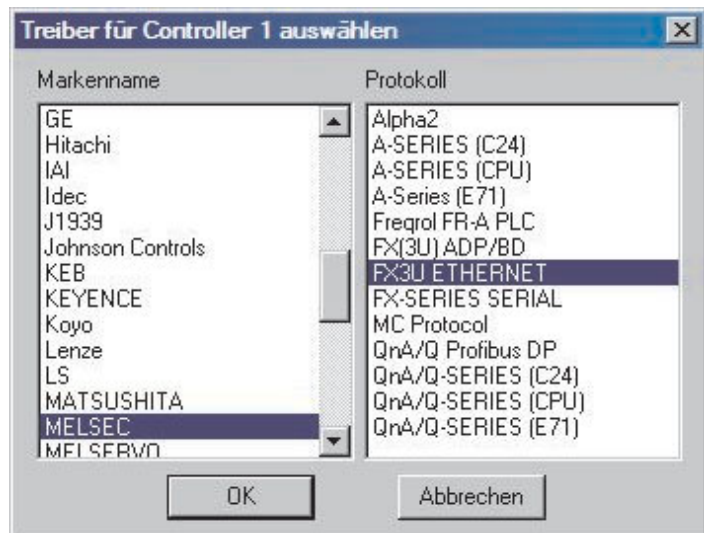 Treiber für Controller 1 auswählen
Markenname
GE
Hitachi
IAI
Idec
J1939
Johnson Controls
KEB
KEYENCE
Koyo
Lenze
LS
MATSUSHITA
MELSEC
MELSERVO
Protokoll
Alpha2
A-SERIES (C24)
A-SERIES (CPU)
A-Series (E71)
Freqrol FR-A PLC
FX(3U) ADP/BD
FX3U ETHERNET
FX-SERIES SERIAL
MC Protocol
QnA/Q Profibus DP
QnA/Q-SERIES (C24)
QnA/Q-SERIES (CPU)
QnA/Q-SERIES (E71)
OK
Abbrechen